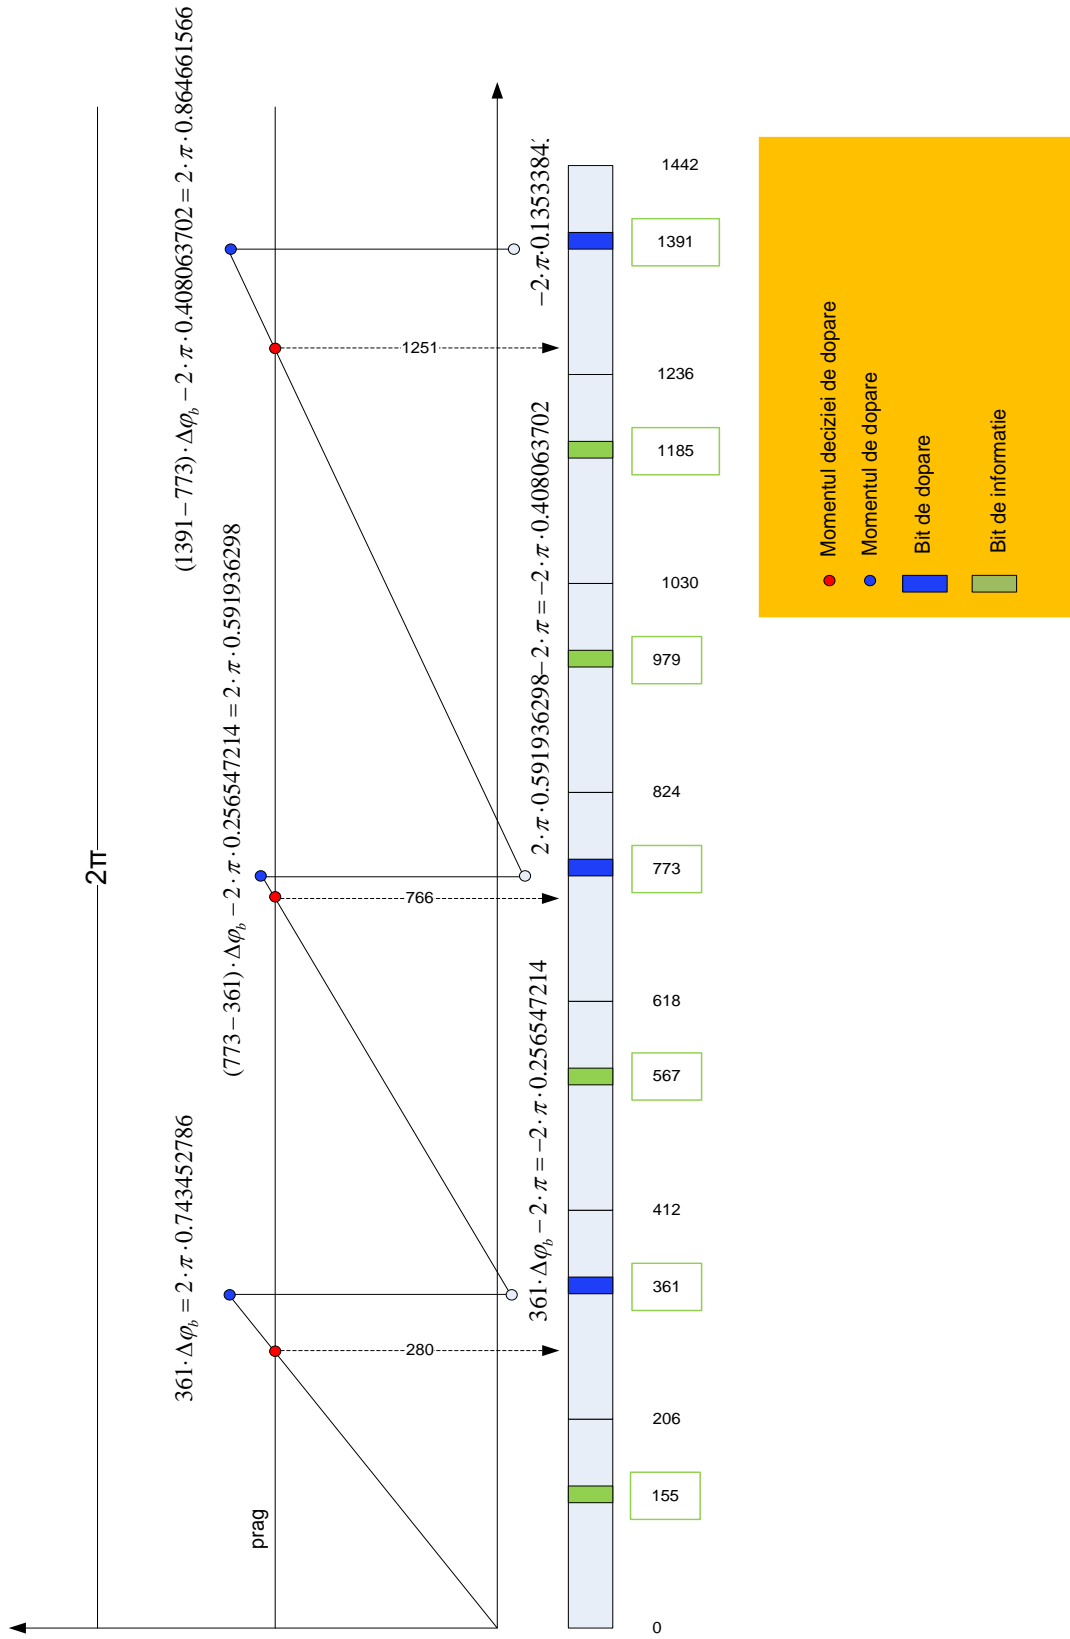 2π
prag
361·Δφ_b = 2·π·0.743452786
(773−361)·Δφ_b−2·π·0.256547214 = 2·π·0.591936298
(1391−773)·Δφ_b−2·π·0.408063702 = 2·π·0.864661566
280
766
1251
361·Δφ_b−2·π = −2·π·0.256547214
2·π·0.591936298−2·π = −2·π·0.408063702
−2·π·0.1353384
0
155
206
361
412
567
618
773
824
979
1030
1185
1236
1391
1442
Momentul deciziei de dopare
Momentul de dopare
Bit de dopare
Bit de informatie